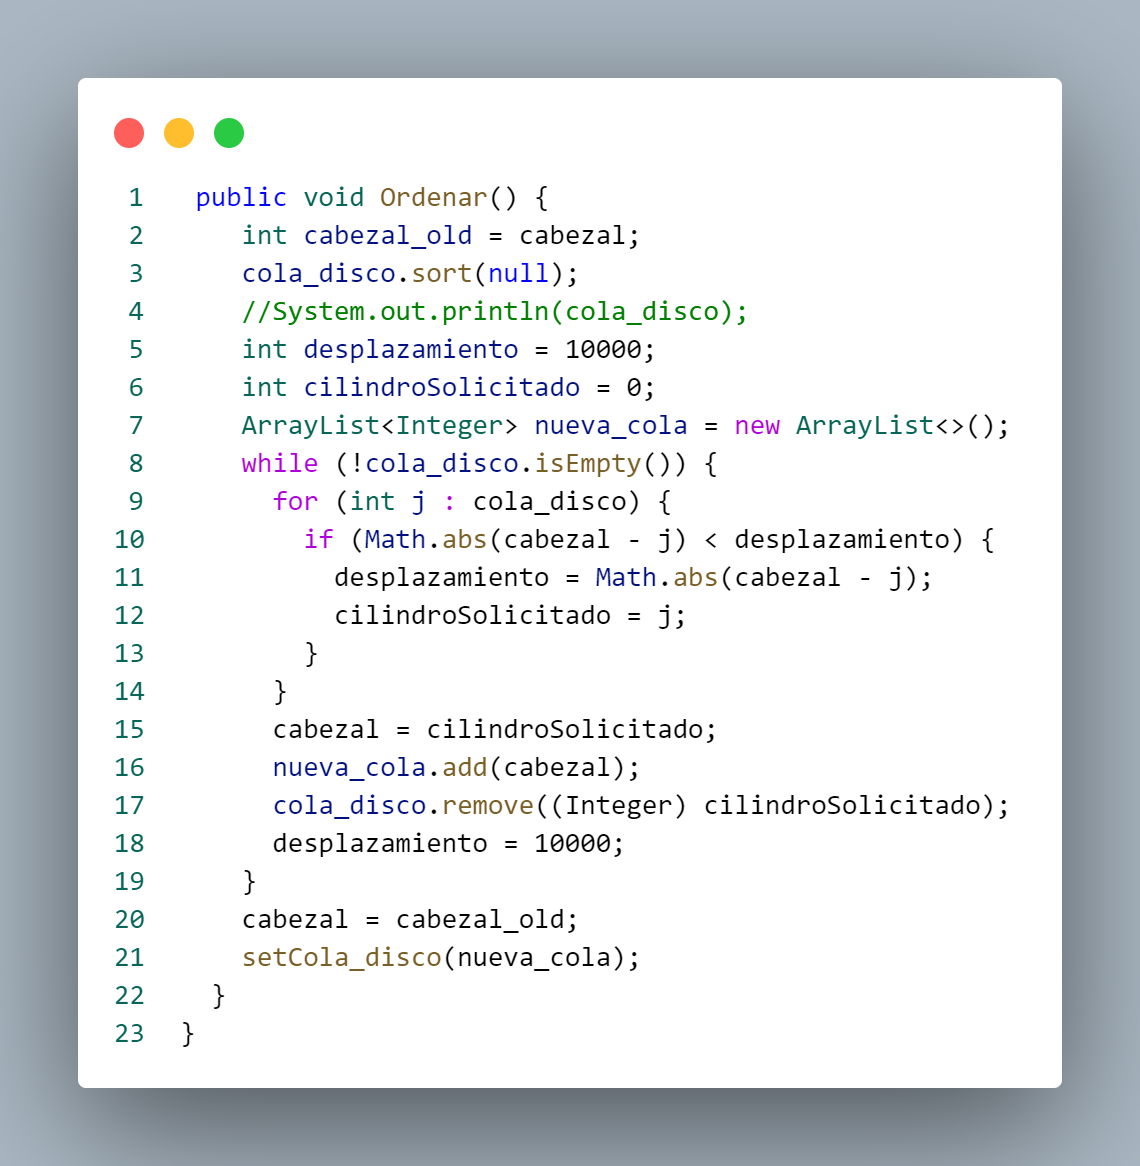 1 public void Ordenar() {
2 int cabezal_old = cabezal;
3 cola_disco.sort(null);
4 //System.out.println(cola_disco);
5 int desplazamiento = 10000;
6 int cilindroSolicitado = 0;
7 ArrayList<Integer> nueva_cola = new ArrayList<>();
8 while (!cola_disco.isEmpty()) {
9 for (int j : cola_disco) {
10 if (Math.abs(cabezal - j) < desplazamiento) {
11 desplazamiento = Math.abs(cabezal - j);
12 cilindroSolicitado = j;
13 }
14 }
15 cabezal = cilindroSolicitado;
16 nueva_cola.add(cabezal);
17 cola_disco.remove((Integer) cilindroSolicitado);
18 desplazamiento = 10000;
19 }
20 cabezal = cabezal_old;
21 setCola_disco(nueva_cola);
22 }
23 }